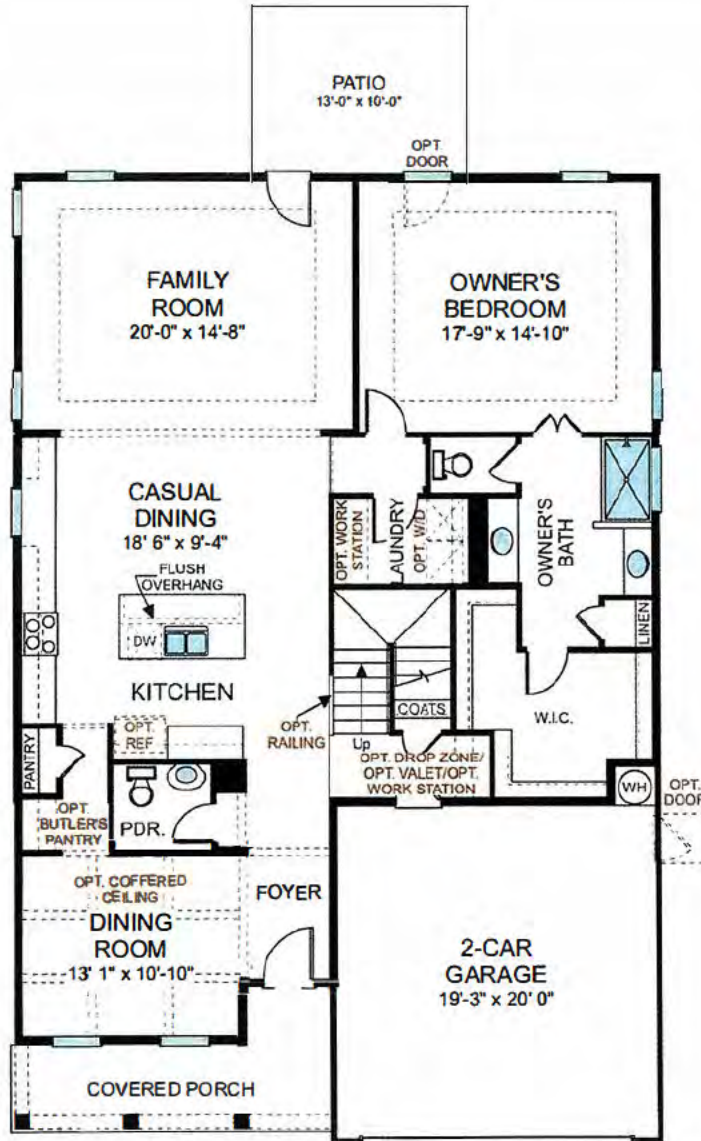 PATIO
13'-0" x 10'-0"
OPT.
DOOR
FAMILY
ROOM
20'-0" x 14'-8"
OWNER'S
BEDROOM
17'-9" x 14'-10"
CASUAL
DINING
18' 6" x 9'-4"
FLUSH
OVERHANG
DW
KITCHEN
OPT. WORK
STATION
AUNDRY
OPT. W/D
OWNER'S
BATH
LINEN
W.I.C.
COATS
OPT.
RAILING
Up
OPT. DROP ZONE/
OPT. VALET/OPT.
WORK STATION
PANTRY
OPT.
REF
OPT.
BUTLER'S
PANTRY
PDR.
WH
OPT.
DOOR
OPT. COFFERED
CEILING
DINING
ROOM
13' 1" x 10'-10"
FOYER
2-CAR
GARAGE
19'-3" x 20' 0"
COVERED PORCH